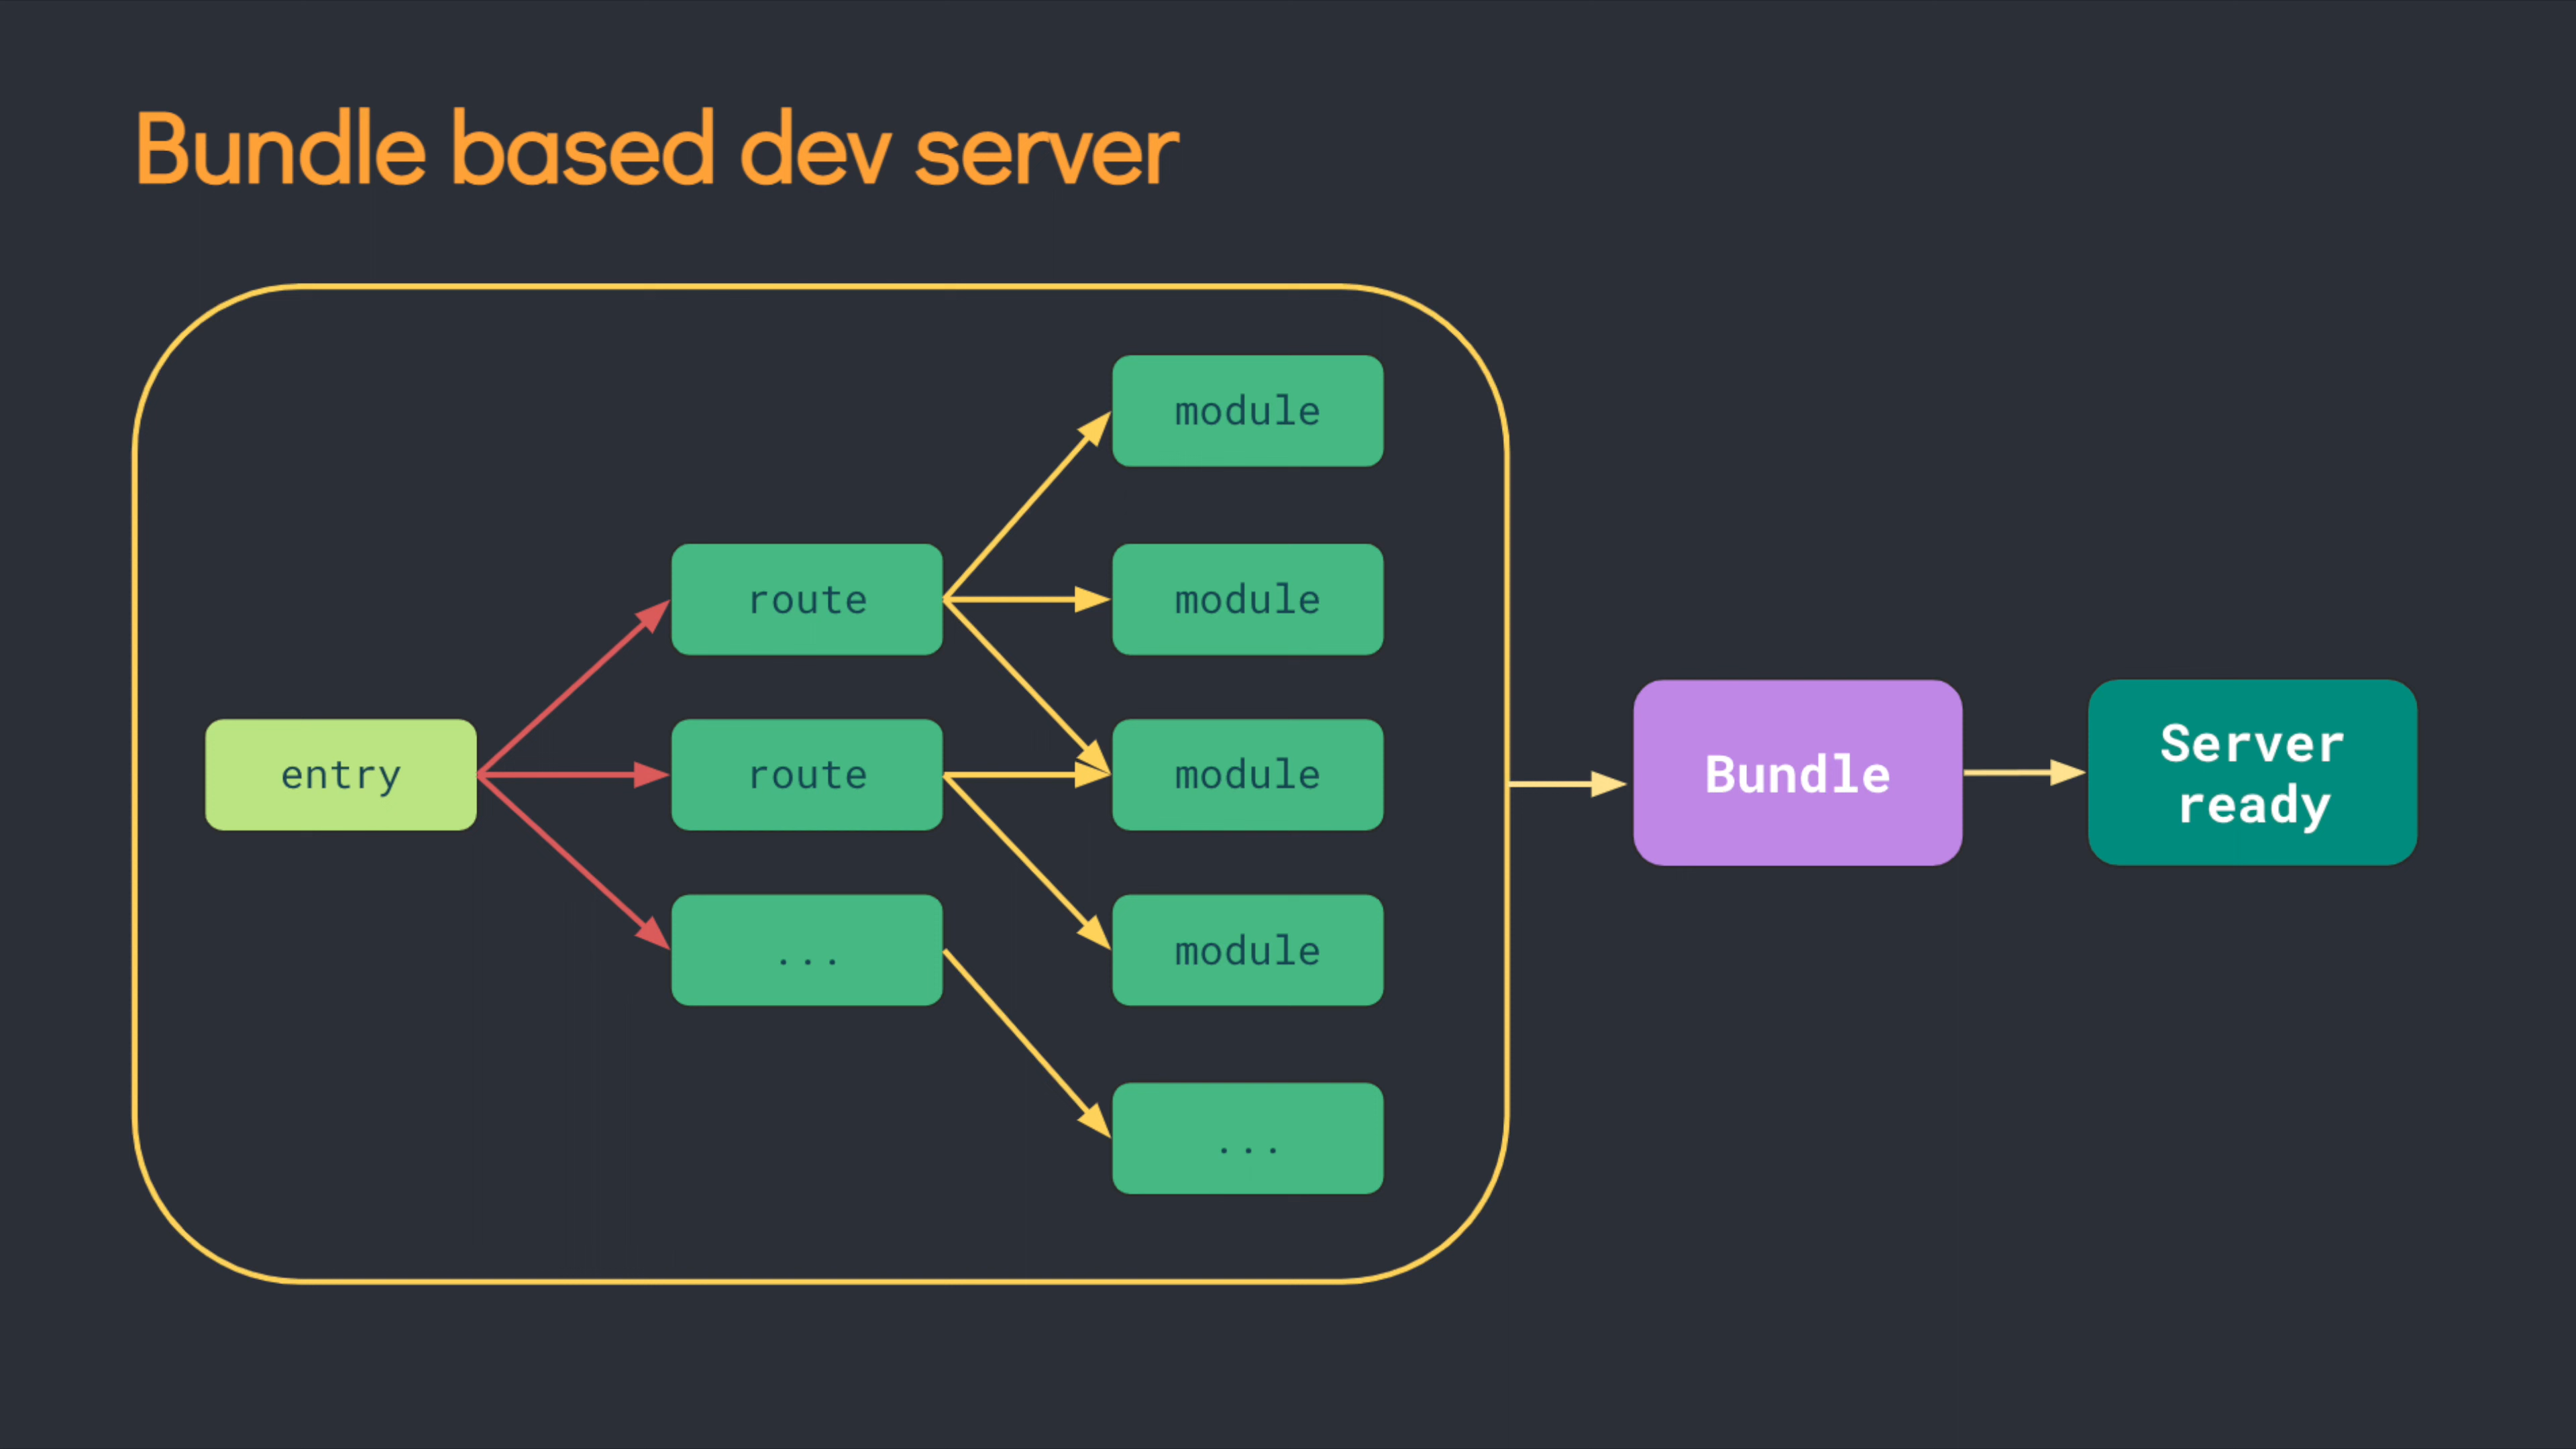 Bundle based dev server
module
route
module
entry
route
module
...
module
...
Bundle
Server
ready